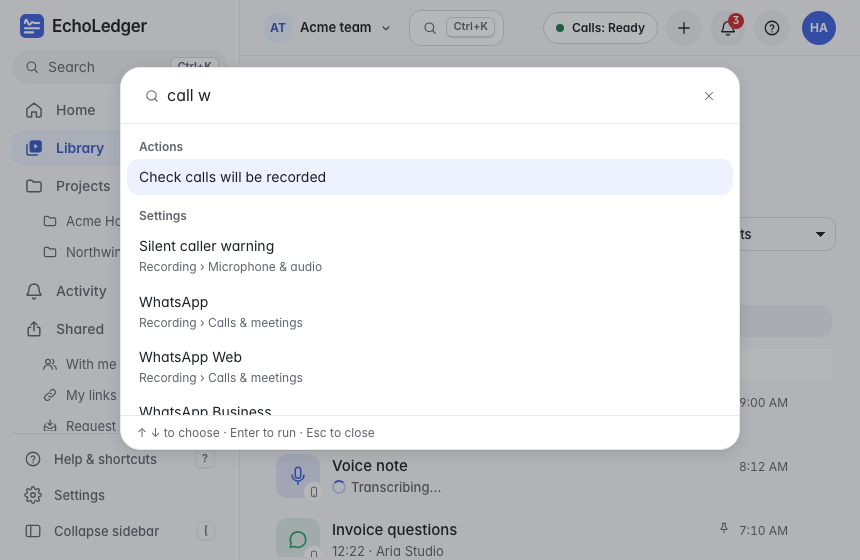 EchoLedger
AT Acme team
Ctrl+K
Calls: Ready
3
HA
Search
Ctrl+K
Home
Library
Projects
Activity
Shared
With me
My links
Request
Help & shortcuts ?
Settings
Collapse sidebar [
call w
Actions
Check calls will be recorded
Settings
Silent caller warning
Recording › Microphone & audio
WhatsApp
Recording › Calls & meetings
WhatsApp Web
Recording › Calls & meetings
WhatsApp Business
↑ ↓ to choose · Enter to run · Esc to close
9:00 AM
Voice note
8:12 AM
Transcribing...
Invoice questions
7:10 AM
12:22 · Aria Studio